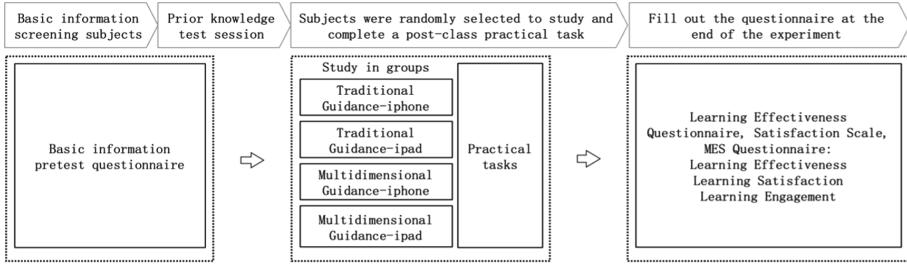 Basic information
screening subjects
Prior knowledge
test session
Subjects were randomly selected to study and
complete a post-class practical task
Fill out the questionnaire at the
end of the experiment
Basic information
pretest questionnaire
Study in groups
Traditional
Guidance-iphone
Traditional
Guidance-ipad
Multidimensional
Guidance-iphone
Multidimensional
Guidance-ipad
Practical
tasks
Learning Effectiveness
Questionnaire, Satisfaction Scale,
MES Questionnaire:
Learning Effectiveness
Learning Satisfaction
Learning Engagement